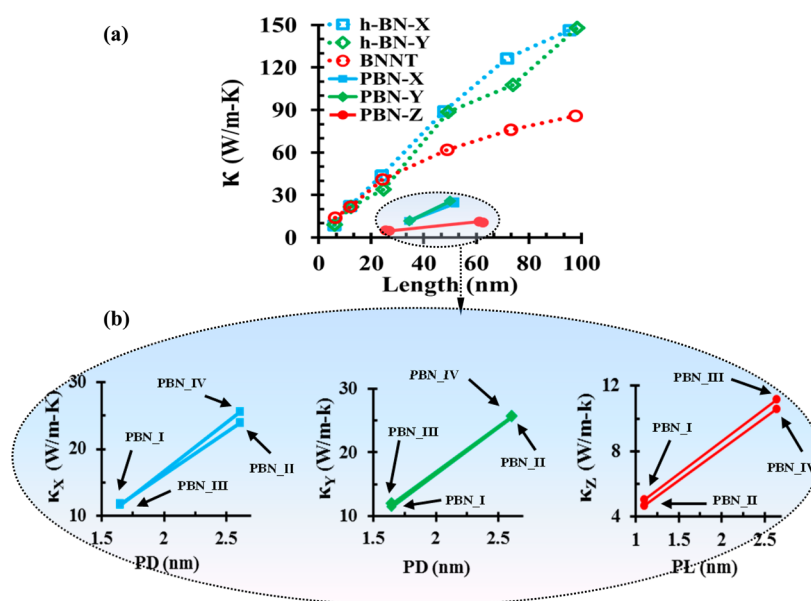 (a)
h-BN-X
h-BN-Y
BNNT
PBN-X
PBN-Y
PBN-Z
K (W/m-K)
150
120
90
60
30
0
0 20 40 60 80 100
Length (nm)
(b)
κX (W/m-K)
30
20
10
1.5 2 2.5
PD (nm)
PBN_IV
PBN_I
PBN_II
PBN_III
κY (W/m-k)
30
20
10
1.5 2 2.5
PD (nm)
PBN_IV
PBN_III
PBN_II
PBN_I
κZ (W/m-k)
12
8
4
1 1.5 2 2.5
PL (nm)
PBN_III
PBN_I
PBN_IV
PBN_II